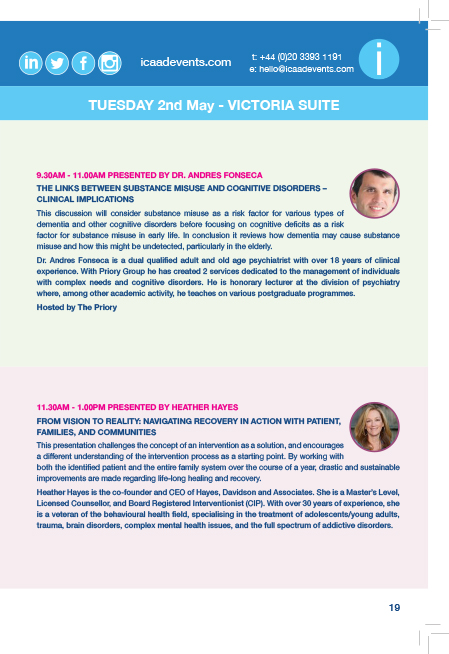 in f
icaadevents.com
t: +44 (0)20 3393 1191
e: hello@icaadevents.com
i
TUESDAY 2nd May - VICTORIA SUITE
9.30AM - 11.00AM PRESENTED BY DR. ANDRES FONSECA
THE LINKS BETWEEN SUBSTANCE MISUSE AND COGNITIVE DISORDERS –
CLINICAL IMPLICATIONS
This discussion will consider substance misuse as a risk factor for various types of
dementia and other cognitive disorders before focusing on cognitive deficits as a risk
factor for substance misuse in early life. In conclusion it reviews how dementia may cause substance
misuse and how this might be undetected, particularly in the elderly.
Dr. Andres Fonseca is a dual qualified adult and old age psychiatrist with over 18 years of clinical
experience. With Priory Group he has created 2 services dedicated to the management of individuals
with complex needs and cognitive disorders. He is honorary lecturer at the division of psychiatry
where, among other academic activity, he teaches on various postgraduate programmes.
Hosted by The Priory
11.30AM - 1.00PM PRESENTED BY HEATHER HAYES
FROM VISION TO REALITY: NAVIGATING RECOVERY IN ACTION WITH PATIENT,
FAMILIES, AND COMMUNITIES
This presentation challenges the concept of an intervention as a solution, and encourages
a different understanding of the intervention process as a starting point. By working with
both the identified patient and the entire family system over the course of a year, drastic and sustainable
improvements are made regarding life-long healing and recovery.
Heather Hayes is the co-founder and CEO of Hayes, Davidson and Associates. She is a Master's Level,
Licensed Counsellor, and Board Registered Interventionist (CIP). With over 30 years of experience, she
is a veteran of the behavioural health field, specialising in the treatment of adolescents/young adults,
trauma, brain disorders, complex mental health issues, and the full spectrum of addictive disorders.
19